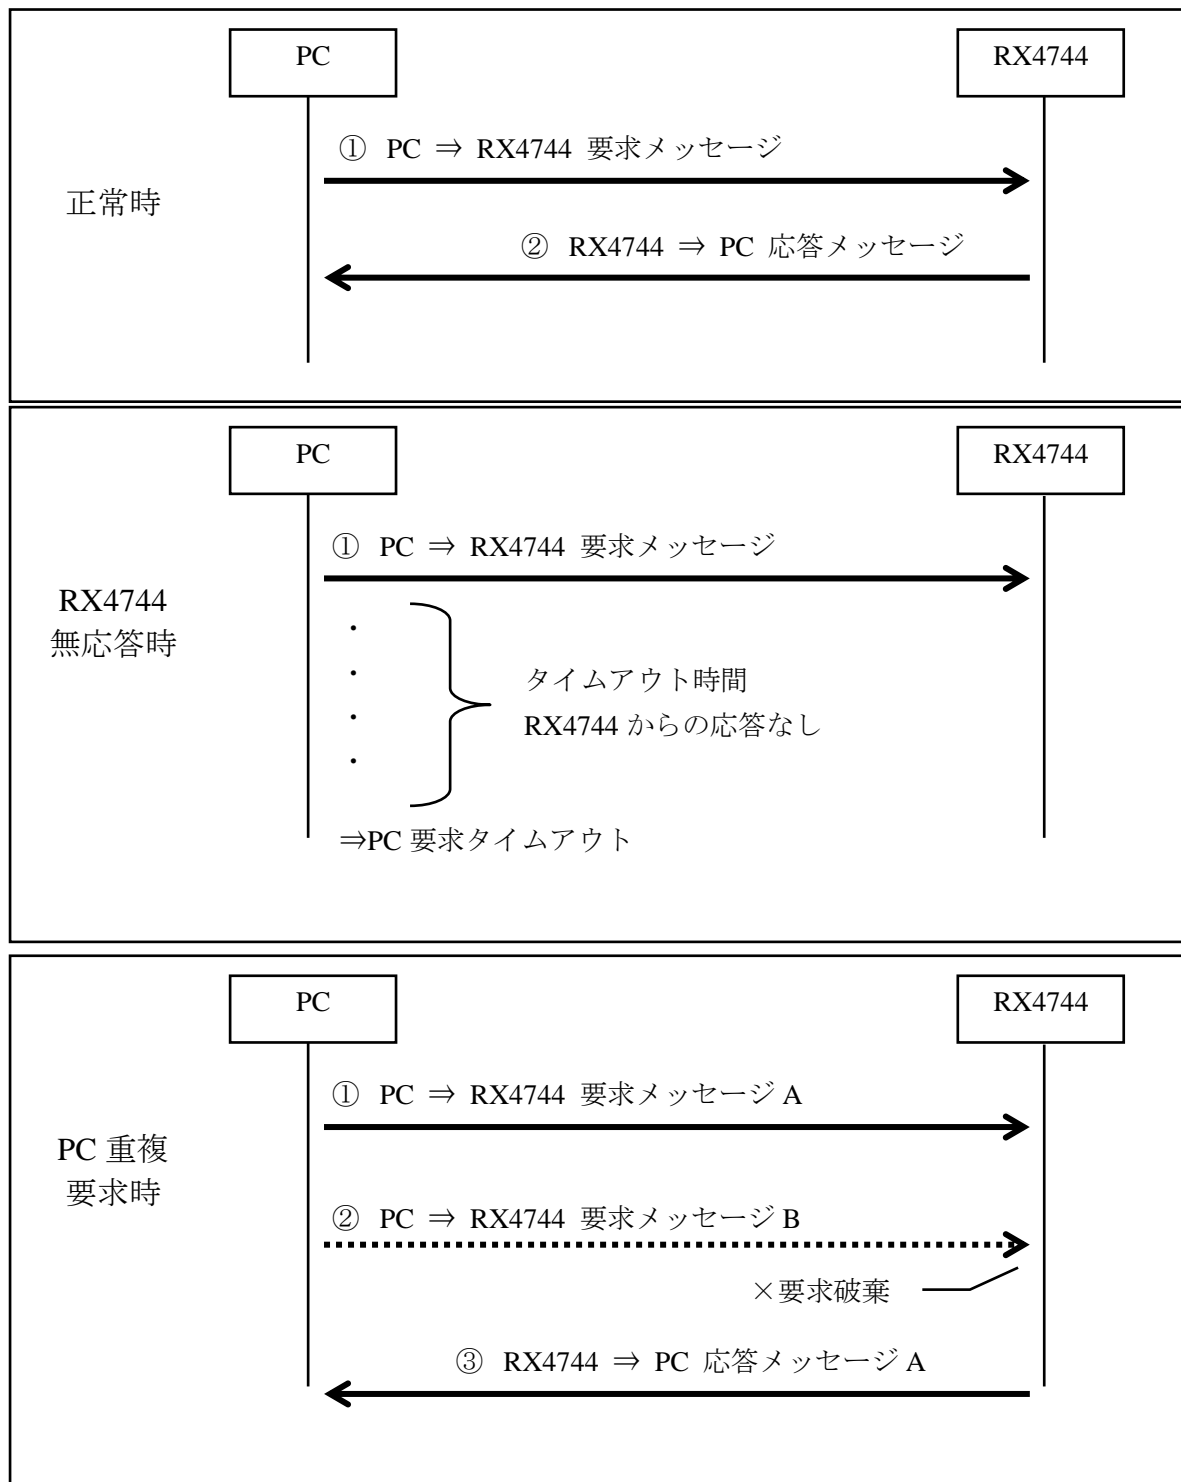 PC
RX4744
① PC ⇒ RX4744 要求メッセージ
正常時
② RX4744 ⇒ PC 応答メッセージ
PC
RX4744
① PC ⇒ RX4744 要求メッセージ
RX4744
無応答時
・
・
・
・
タイムアウト時間
RX4744 からの応答なし
⇒PC 要求タイムアウト
PC
RX4744
① PC ⇒ RX4744 要求メッセージ A
PC 重複
要求時
② PC ⇒ RX4744 要求メッセージ B
×要求破棄
③ RX4744 ⇒ PC 応答メッセージ A